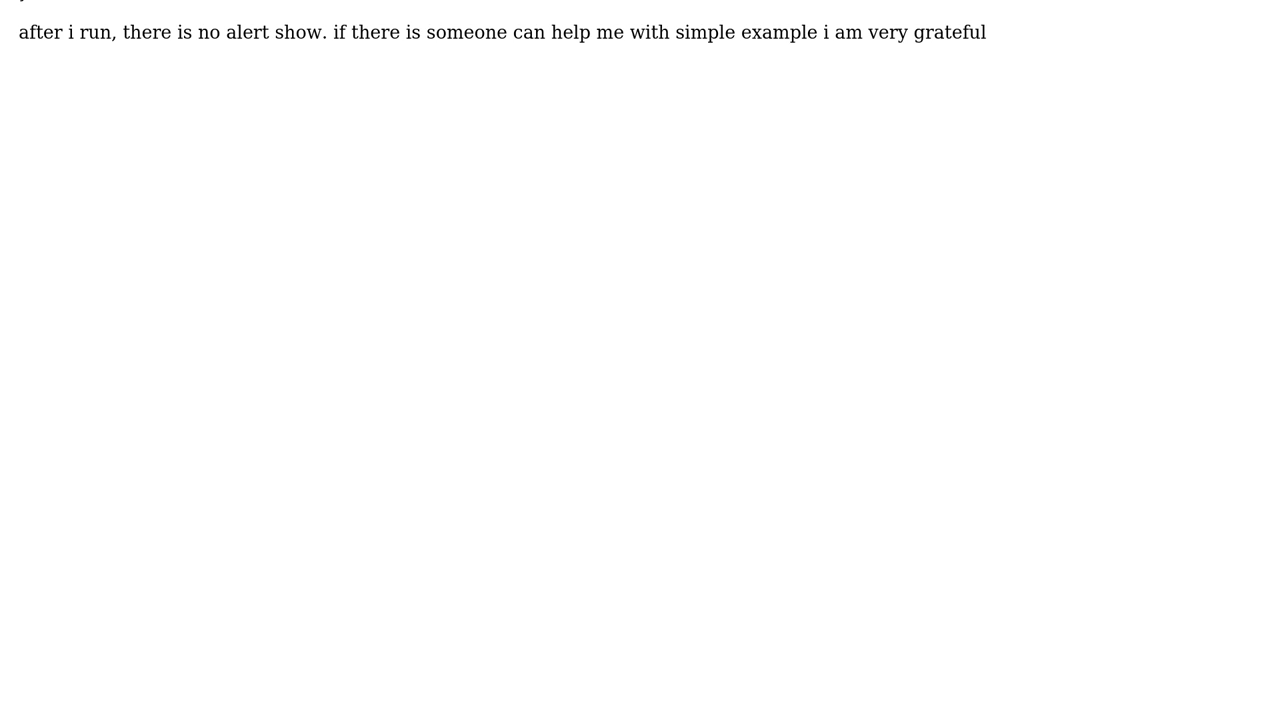 after i run, there is no alert show. if there is someone can help me with simple example i am very grateful